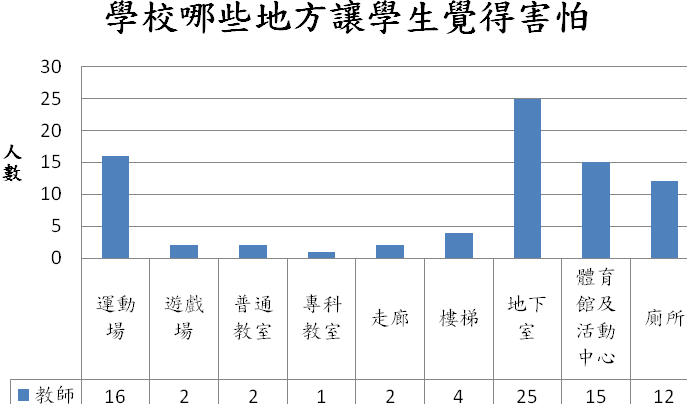 學校哪些地方讓學生覺得害怕
30
25
20
15
10
5
0
人數
運動場
遊戲場
普通教室
專科教室
走廊
樓梯
地下室
體育館及活動中心
廁所
教師 16 2 2 1 2 4 25 15 12